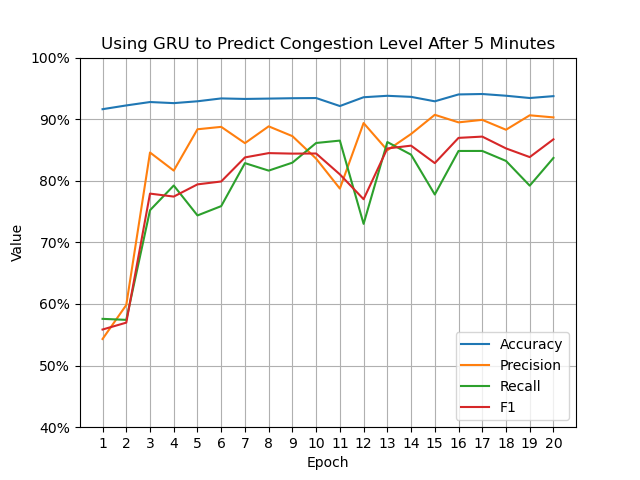 Using GRU to Predict Congestion Level After 5 Minutes
100%
90%
80%
70%
60%
50%
40%
Value
1 2 3 4 5 6 7 8 9 10 11 12 13 14 15 16 17 18 19 20
Epoch
Accuracy
Precision
Recall
F1